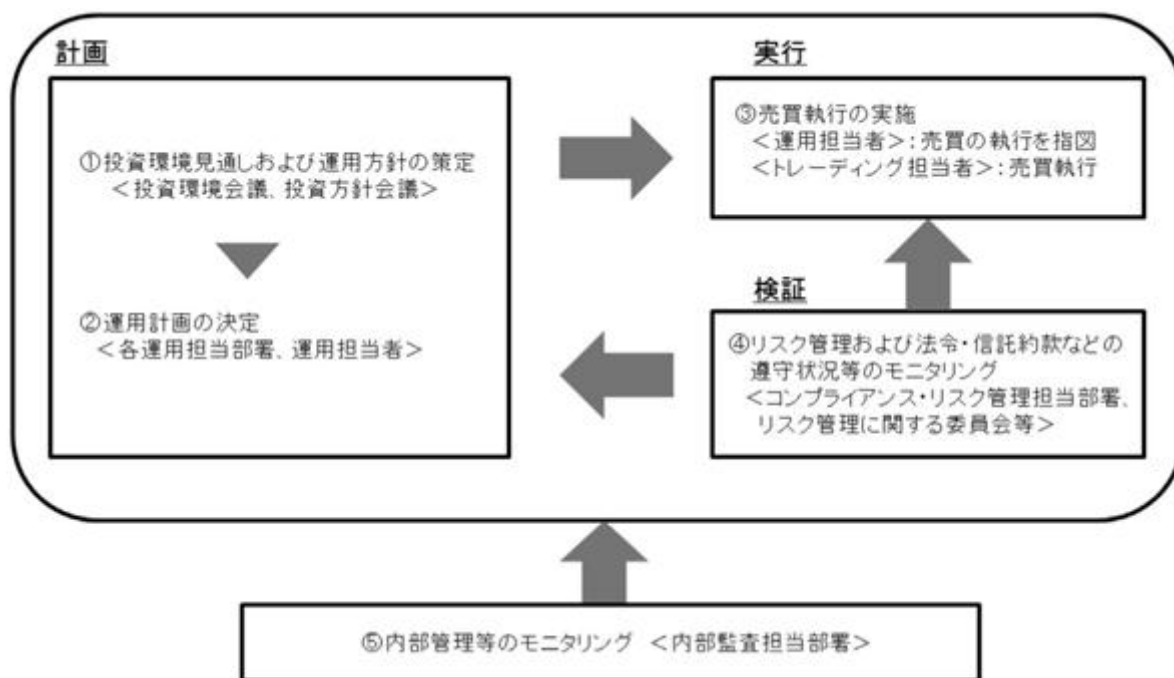 計画
①投資環境見通しおよび運用方針の策定
＜投資環境会議、投資方針会議＞
②運用計画の決定
＜各運用担当部署、運用担当者＞
実行
③売買執行の実施
＜運用担当者＞：売買の執行を指図
＜トレーディング担当者＞：売買執行
検証
④リスク管理および法令・信託約款などの
遵守状況等のモニタリング
＜コンプライアンス・リスク管理担当部署、
リスク管理に関する委員会等＞
⑤内部管理等のモニタリング ＜内部監査担当部署＞